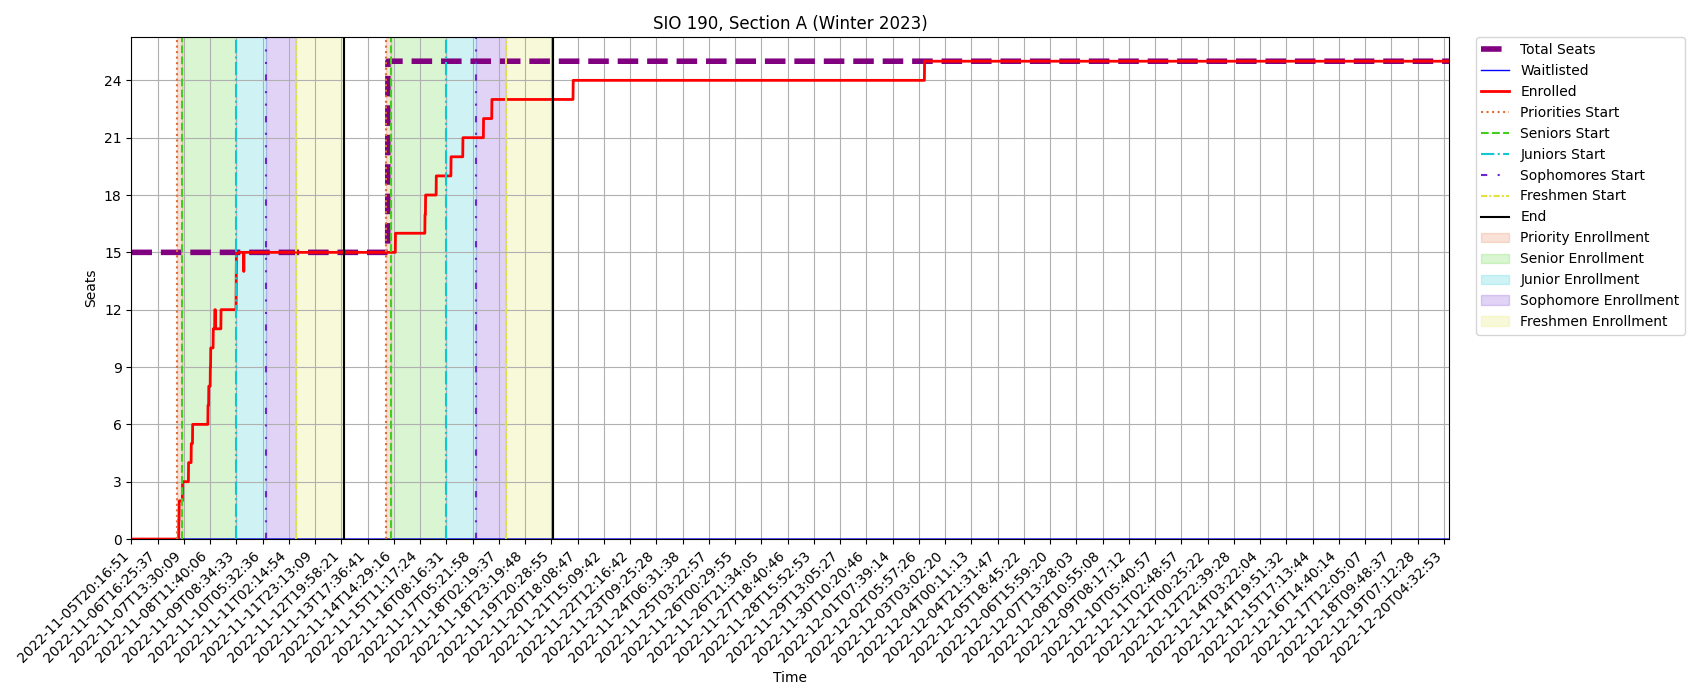 SIO 190, Section A (Winter 2023)
Total Seats
Waitlisted
Enrolled
Priorities Start
Seniors Start
Juniors Start
Sophomores Start
Freshmen Start
End
Priority Enrollment
Senior Enrollment
Junior Enrollment
Sophomore Enrollment
Freshmen Enrollment
Seats
24
21
18
15
12
9
6
3
0
2022-11-05T20:16:51
2022-11-06T16:25:37
2022-11-07T13:30:09
2022-11-08T11:40:06
2022-11-09T08:34:33
2022-11-10T05:32:36
2022-11-11T02:14:54
2022-11-11T23:13:09
2022-11-12T19:58:21
2022-11-13T17:36:41
2022-11-14T14:29:16
2022-11-15T11:17:24
2022-11-16T08:16:31
2022-11-17T05:21:58
2022-11-18T02:19:37
2022-11-18T23:19:48
2022-11-19T20:28:55
2022-11-20T18:08:47
2022-11-21T15:09:42
2022-11-22T12:16:42
2022-11-23T09:25:28
2022-11-24T06:31:38
2022-11-25T03:22:57
2022-11-26T00:29:55
2022-11-26T21:34:05
2022-11-27T18:40:46
2022-11-28T15:52:53
2022-11-29T13:05:27
2022-11-30T10:20:46
2022-12-01T07:39:14
2022-12-02T05:57:26
2022-12-03T03:02:20
2022-12-04T00:11:13
2022-12-04T21:31:47
2022-12-05T18:45:22
2022-12-06T15:59:20
2022-12-07T13:28:03
2022-12-08T10:55:08
2022-12-09T08:17:12
2022-12-10T05:40:57
2022-12-11T02:48:57
2022-12-12T00:25:22
2022-12-12T22:39:28
2022-12-14T03:22:04
2022-12-14T19:51:32
2022-12-15T17:13:44
2022-12-16T14:40:14
2022-12-17T12:05:07
2022-12-18T09:48:37
2022-12-19T07:12:28
2022-12-20T04:32:53
Time